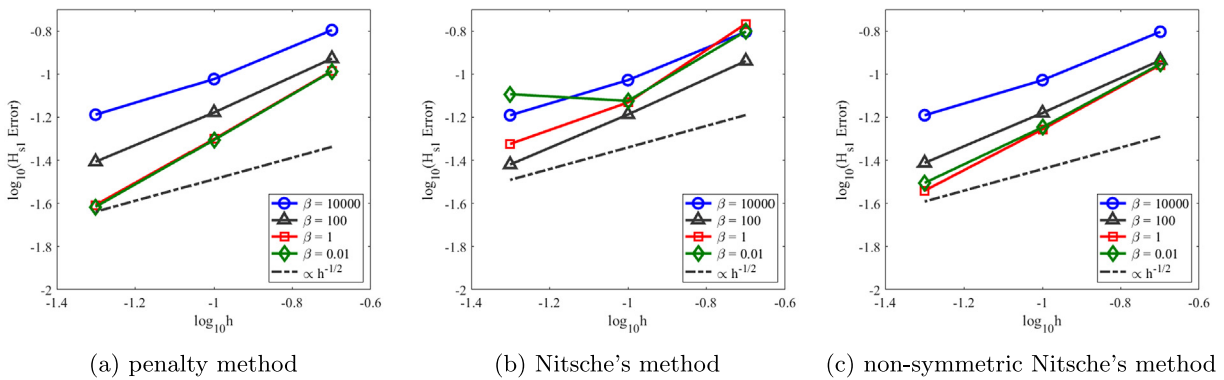 -0.8
-1
-1.2
-1.4
-1.6
-1.8
-2
-1.4 -1.2 -1 -0.8 -0.6
log10(Hs1 Error)
log10h
β = 10000
β = 100
β = 1
β = 0.01
∝ h-1/2
(a) penalty method
-0.8
-1
-1.2
-1.4
-1.6
-1.8
-2
-1.4 -1.2 -1 -0.8 -0.6
log10(Hs1 Error)
log10h
β = 10000
β = 100
β = 1
β = 0.01
∝ h-1/2
(b) Nitsche's method
-0.8
-1
-1.2
-1.4
-1.6
-1.8
-2
-1.4 -1.2 -1 -0.8 -0.6
log10(Hs1 Error)
log10h
β = 10000
β = 100
β = 1
β = 0.01
∝ h-1/2
(c) non-symmetric Nitsche's method